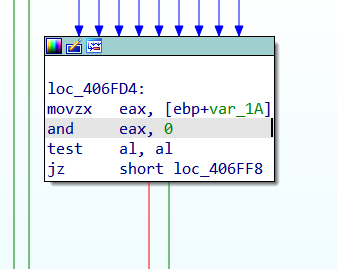 loc_406FD4:
movzx eax, [ebp+var_1A]
and eax, 0
test al, al
jz short loc_406FF8